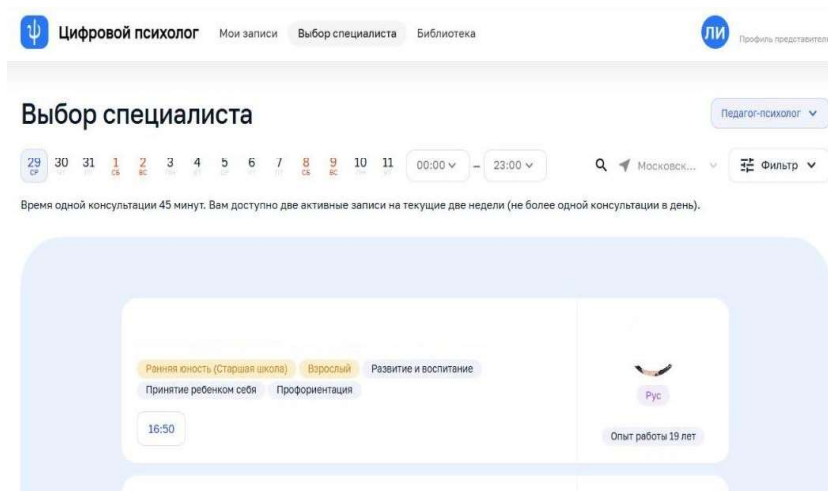 Цифровой психолог Мои записи Выбор специалиста Библиотека ЛИ Профиль представителя
Выбор специалиста Педагог-психолог
29 30 31 1 2 3 4 5 6 7 8 9 10 11 00:00 – 23:00 Московск... Фильтр
СР СБ ВС СБ ВС
Время одной консультации 45 минут. Вам доступно две активные записи на текущие две недели (не более одной консультации в день).
Ранняя юность (Старшая школа) Взрослый Развитие и воспитание
Принятие ребенком себя Профориентация
Рус
16:50
Опыт работы 19 лет